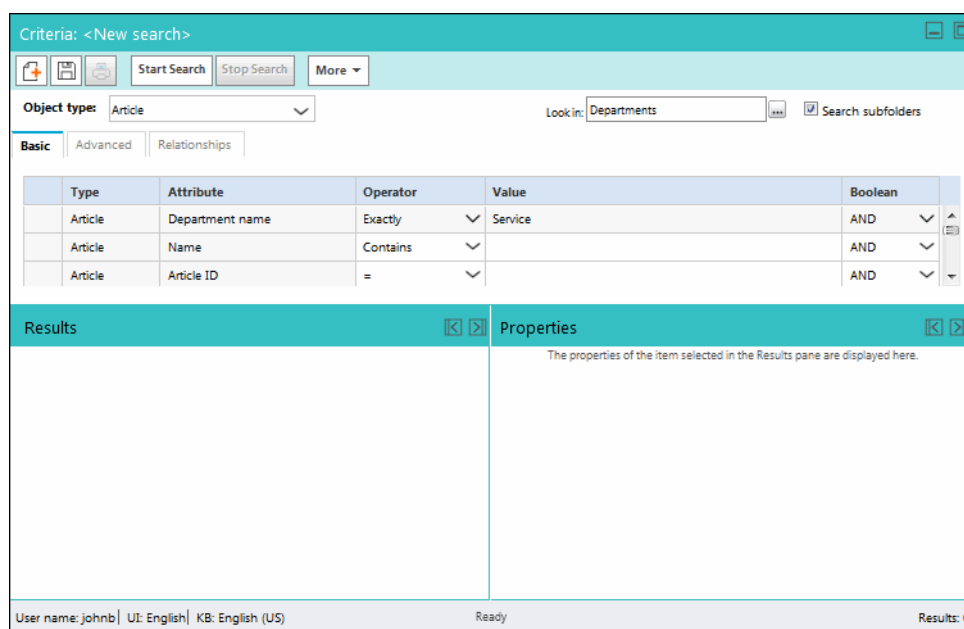 Criteria: <New search>
Start Search Stop Search More
Object type: Article Look in: Departments ... Search subfolders
Basic Advanced Relationships
Type Attribute Operator Value Boolean
Article Department name Exactly Service AND
Article Name Contains AND
Article Article ID = AND
Results Properties
The properties of the item selected in the Results pane are displayed here.
User name: johnb UI: English KB: English (US) Ready Results: